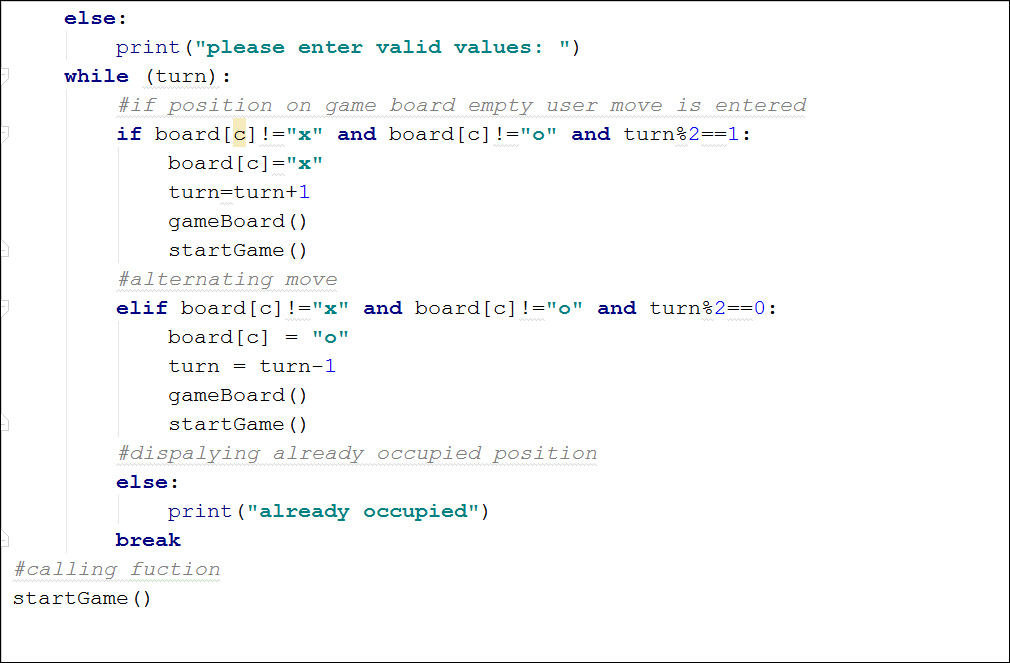 else:
print("please enter valid values: ")
while (turn):
#if position on game board empty user move is entered
if board[c]!="x" and board[c]!="o" and turn%2==1:
board[c]="x"
turn=turn+1
gameBoard()
startGame()
#alternating move
elif board[c]!="x" and board[c]!="o" and turn%2==0:
board[c] = "o"
turn = turn-1
gameBoard()
startGame()
#dispalying already occupied position
else:
print("already occupied")
break
#calling fuction
startGame()